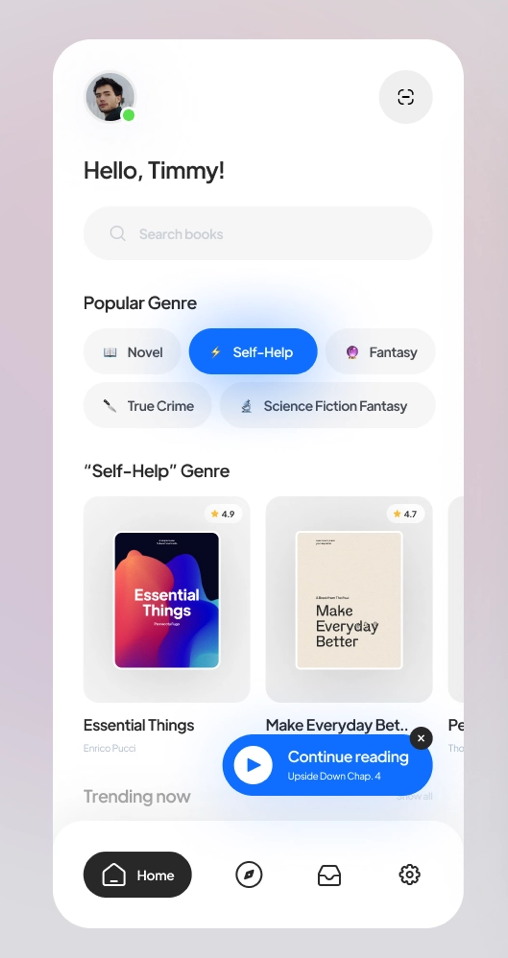 Hello, Timmy!
Search books
Popular Genre
Novel
Self-Help
Fantasy
True Crime
Science Fiction Fantasy
“Self-Help” Genre
4.9
4.7
Essential
Things
Make
Everyday
Better
Essential Things
Make Everyday Bet..
Pe
Enrico Pucci
Tho
Continue reading
Upside Down Chap. 4
Trending now
Show all
Home